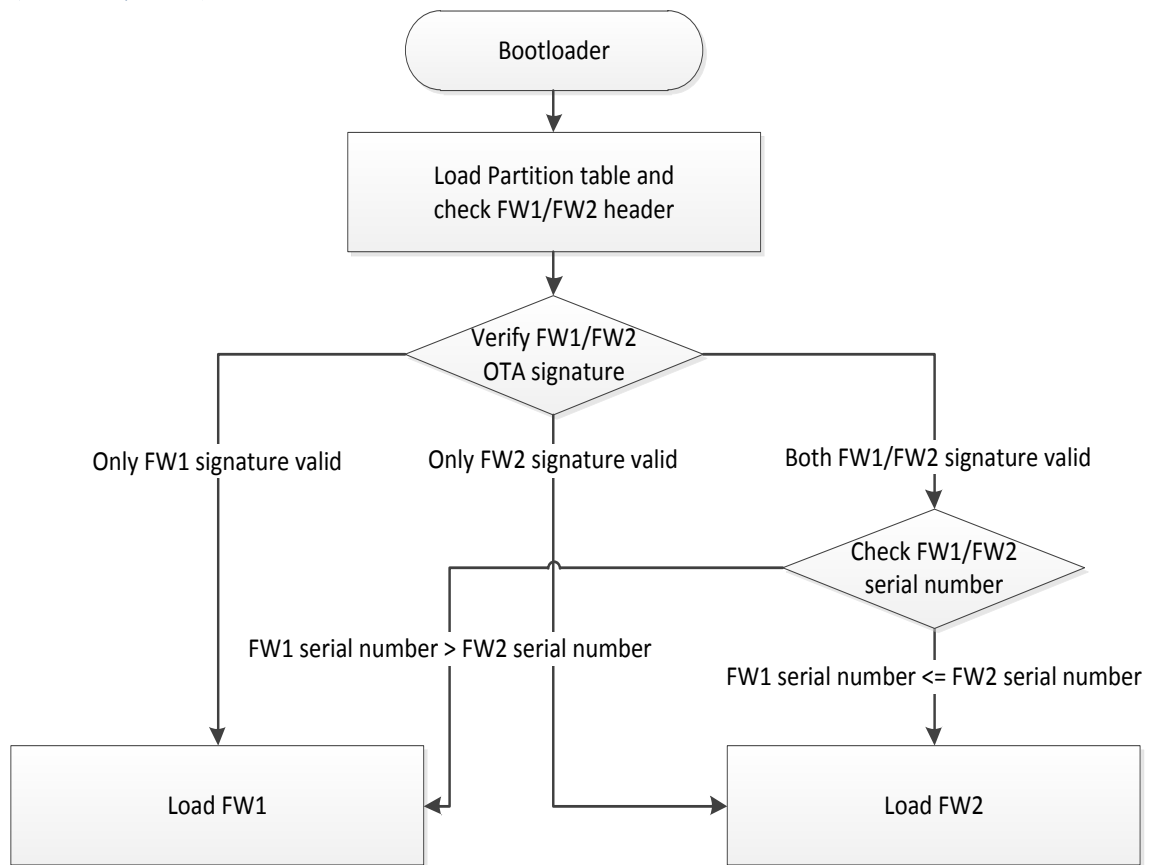 Bootloader
Load Partition table and
check FW1/FW2 header
Verify FW1/FW2
OTA signature
Only FW1 signature valid
Only FW2 signature valid
Both FW1/FW2 signature valid
Check FW1/FW2
serial number
FW1 serial number > FW2 serial number
FW1 serial number <= FW2 serial number
Load FW1
Load FW2